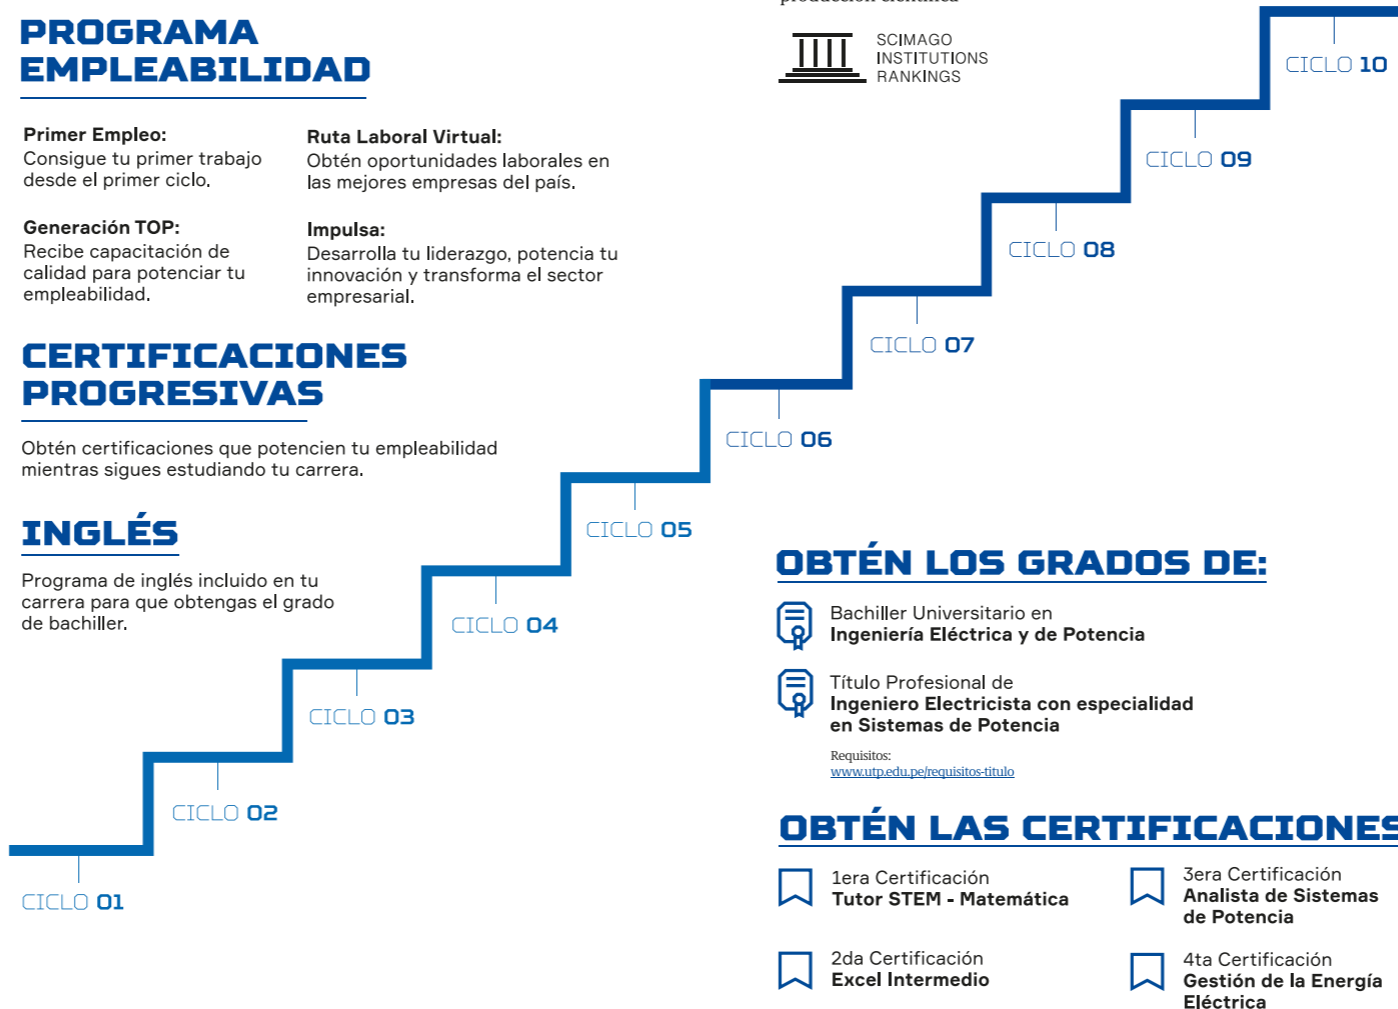 producción científica
SCIMAGO
INSTITUTIONS
RANKINGS
PROGRAMA
EMPLEABILIDAD
Primer Empleo:
Consigue tu primer trabajo
desde el primer ciclo.
Ruta Laboral Virtual:
Obtén oportunidades laborales en
las mejores empresas del país.
Generación TOP:
Recibe capacitación de
calidad para potenciar tu
empleabilidad.
Impulsa:
Desarrolla tu liderazgo, potencia tu
innovación y transforma el sector
empresarial.
CERTIFICACIONES
PROGRESIVAS
Obtén certificaciones que potencien tu empleabilidad
mientras sigues estudiando tu carrera.
INGLÉS
Programa de inglés incluido en tu
carrera para que obtengas el grado
de bachiller.
CICLO 10
CICLO 09
CICLO 08
CICLO 07
CICLO 06
CICLO 05
CICLO 04
CICLO 03
CICLO 02
CICLO 01
OBTÉN LOS GRADOS DE:
Bachiller Universitario en
Ingeniería Eléctrica y de Potencia
Título Profesional de
Ingeniero Electricista con especialidad
en Sistemas de Potencia
Requisitos:
www.utp.edu.pe/requisitos-titulo
OBTÉN LAS CERTIFICACIONES
1era Certificación
Tutor STEM - Matemática
2da Certificación
Excel Intermedio
3era Certificación
Analista de Sistemas
de Potencia
4ta Certificación
Gestión de la Energía
Eléctrica